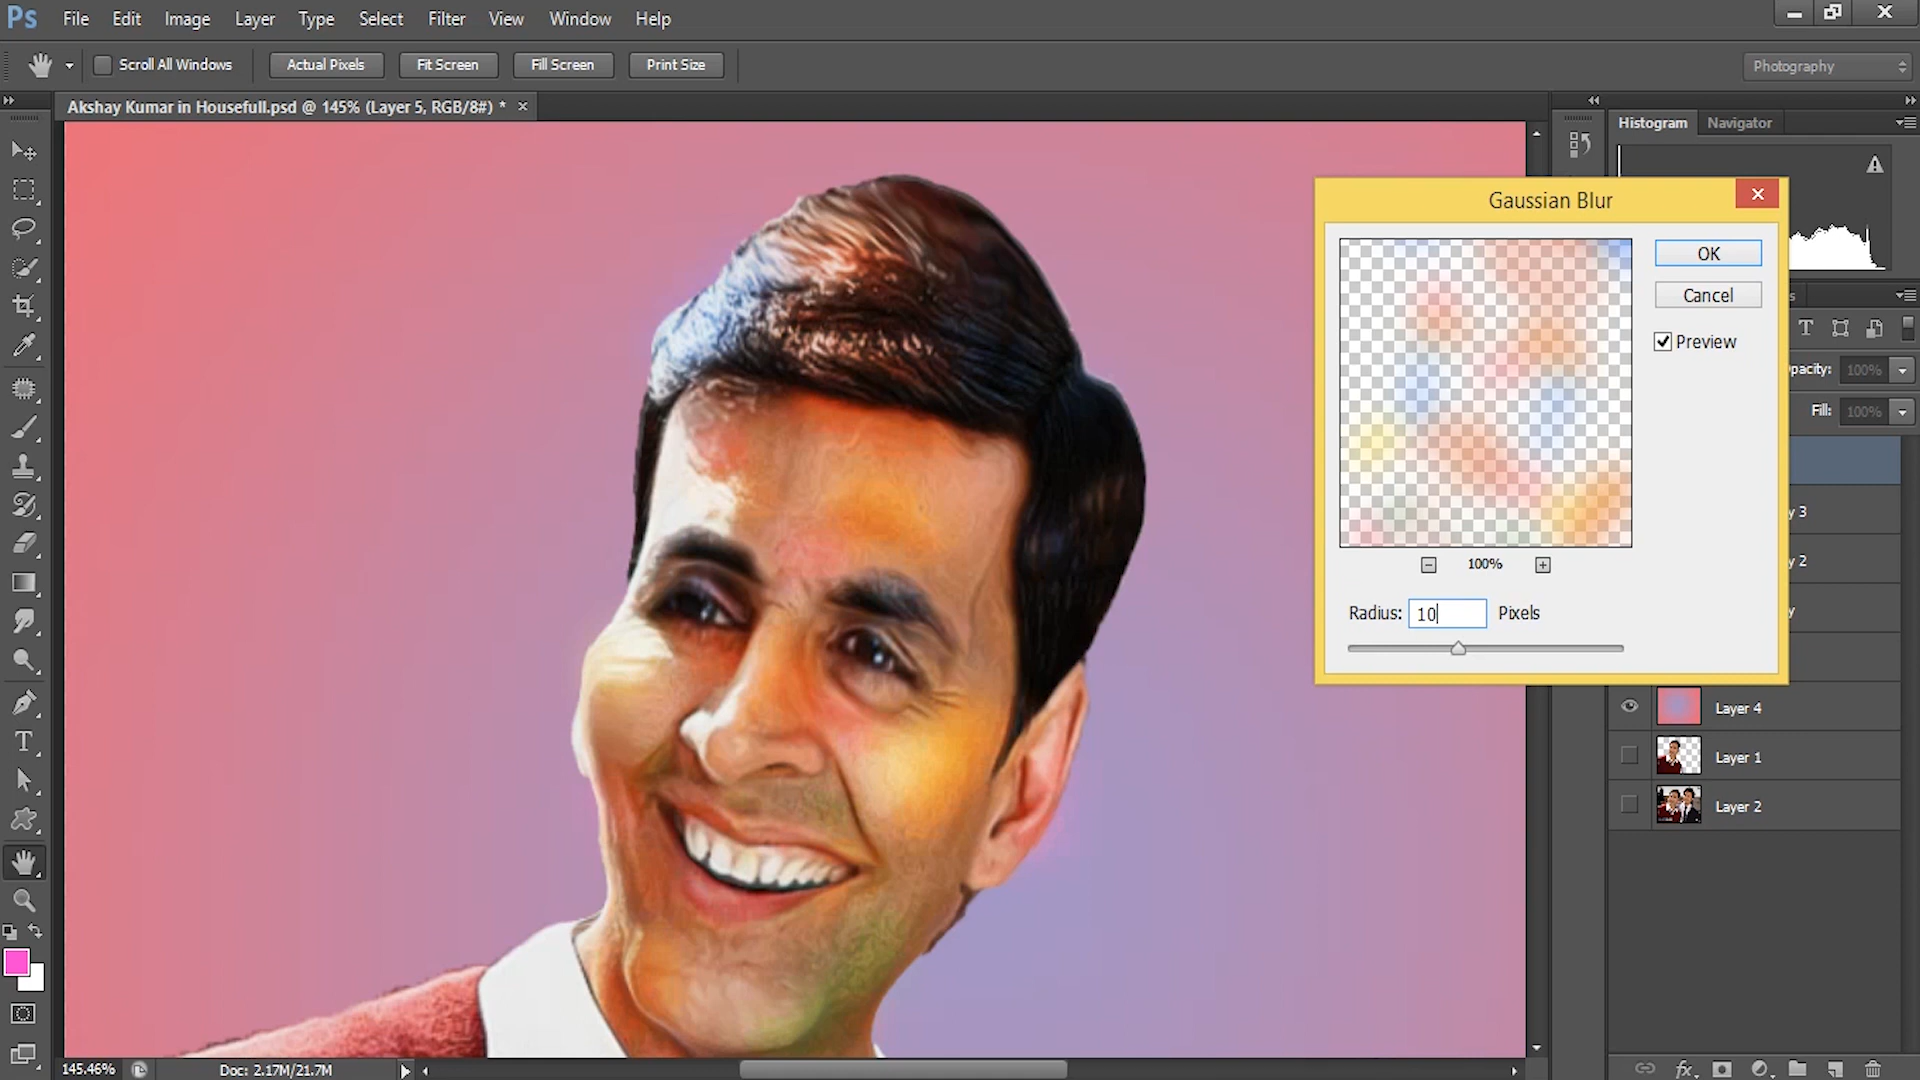 Ps File Edit Image Layer Type Select Filter View Window Help
Scroll All Windows Actual Pixels Fit Screen Fill Screen Print Size Photography
Akshay Kumar in Housefull.psd @ 145% (Layer 5, RGB/8#) *
Histogram Navigator
Gaussian Blur
OK
Cancel
Preview
100%
Radius: 10 Pixels
pacity: 100%
Fill: 100%
y 3
y 2
y
Layer 4
Layer 1
Layer 2
145.46% Doc: 2.17M/21.7M